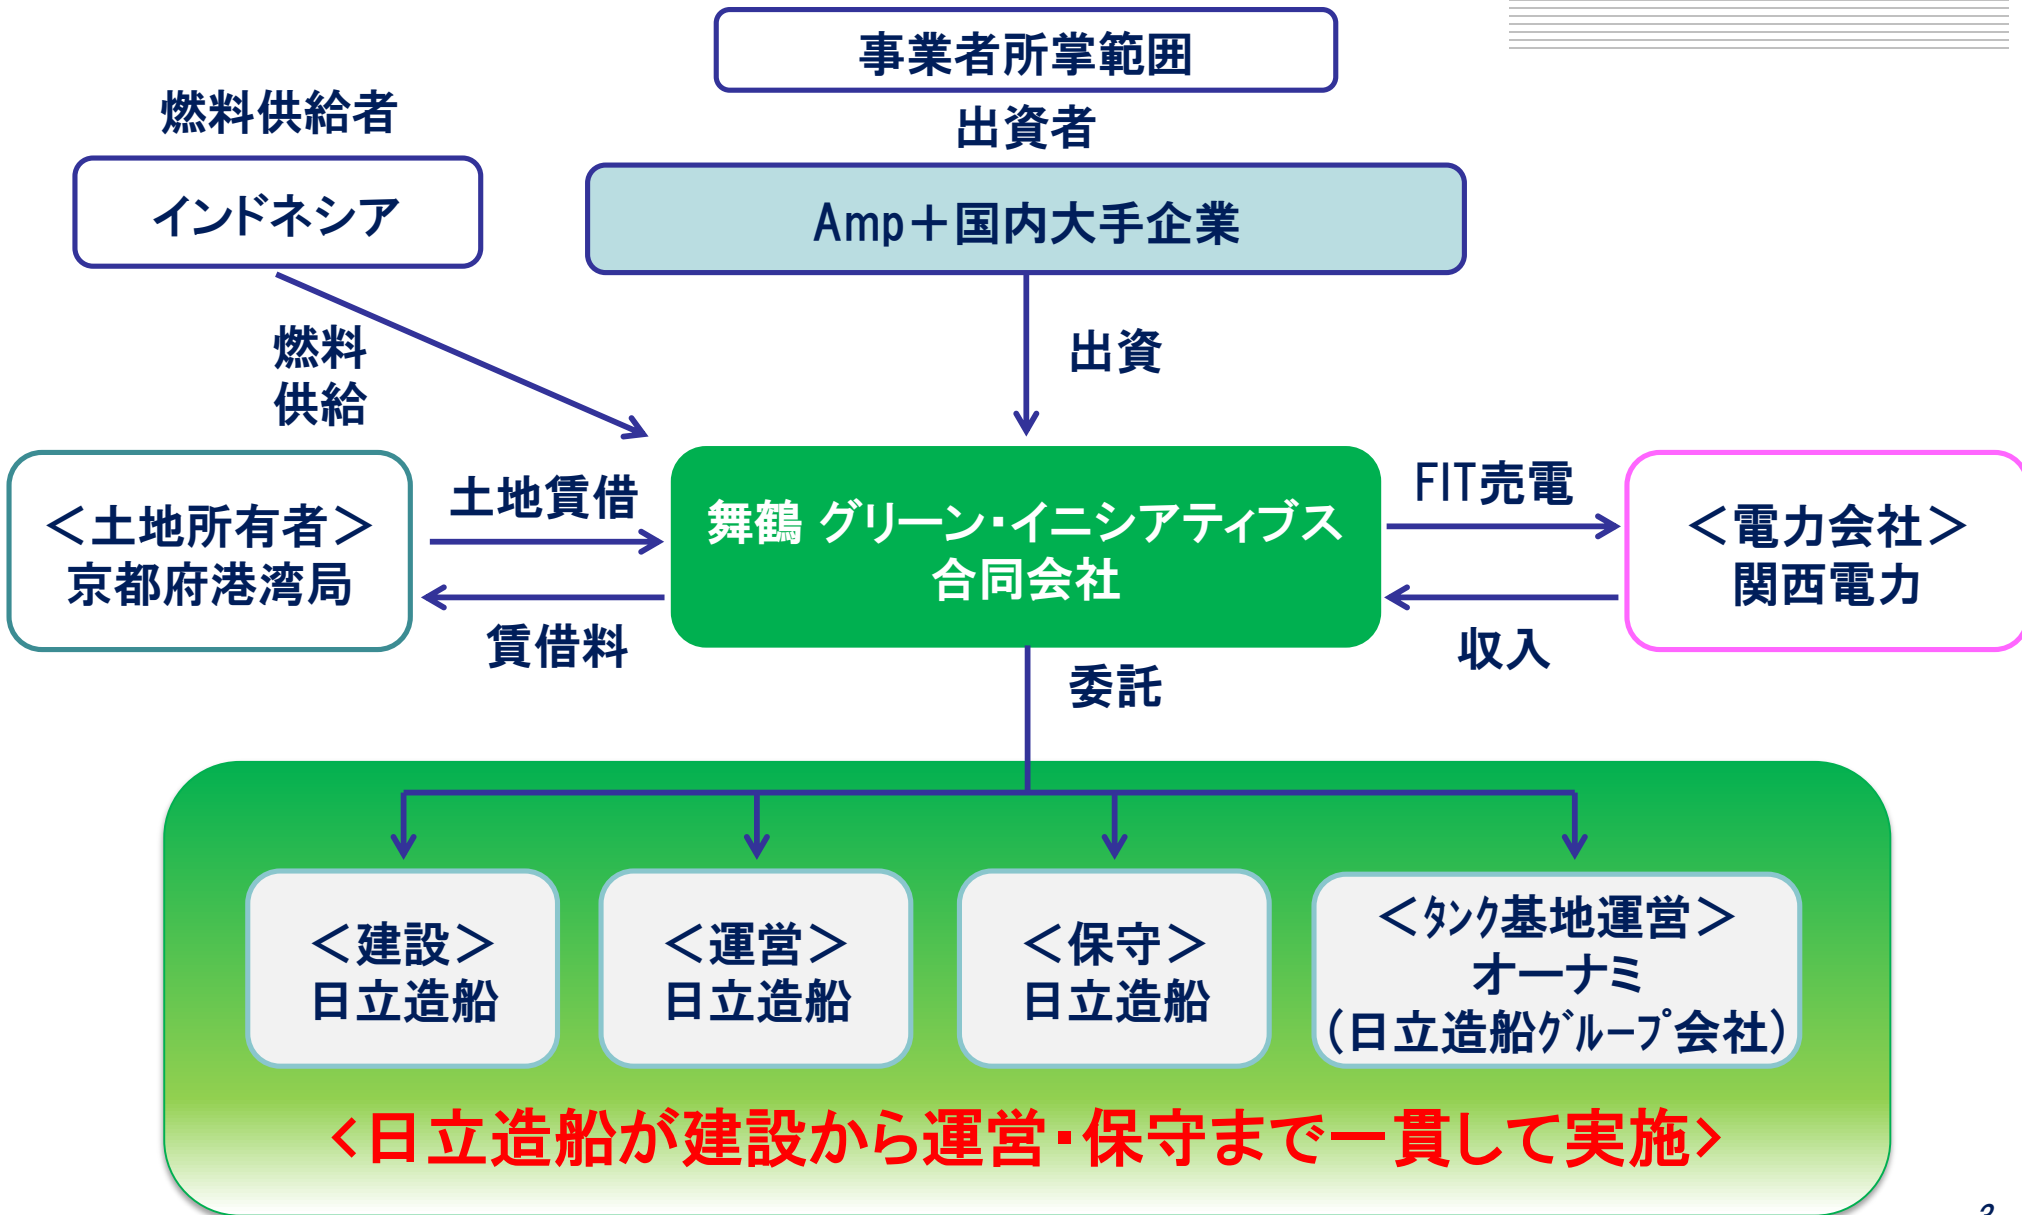 事業者所掌範囲
燃料供給者
出資者
インドネシア
Amp＋国内大手企業
燃料
供給
出資
＜土地所有者＞
京都府港湾局
土地賃借
賃借料
舞鶴 グリーン・イニシアティブス
合同会社
FIT売電
収入
＜電力会社＞
関西電力
委託
＜建設＞
日立造船
＜運営＞
日立造船
＜保守＞
日立造船
＜ﾀﾝｸ基地運営＞
オーナミ
（日立造船ｸﾞﾙｰﾌﾟ会社）
<日立造船が建設から運営・保守まで一貫して実施>